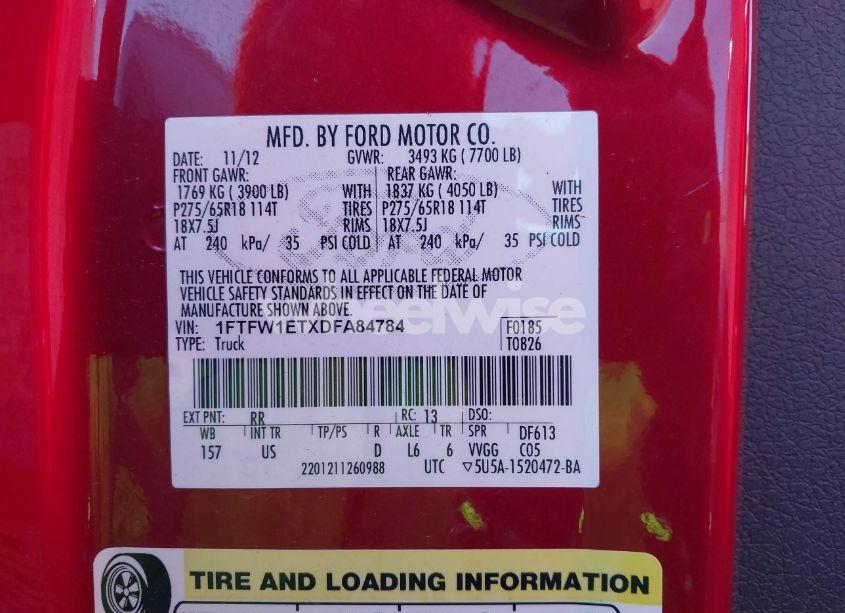 MFD. BY FORD MOTOR CO.
DATE: 11/12 GVWR: 3493 KG ( 7700 LB)
FRONT GAWR: REAR GAWR:
1769 KG ( 3900 LB) WITH 1837 KG ( 4050 LB) WITH
P275/65R18 114T TIRES P275/65R18 114T TIRES
18X7.5J RIMS 18X7.5J RIMS
AT 240 kPa/ 35 PSI COLD AT 240 kPa/ 35 PSI COLD
THIS VEHICLE CONFORMS TO ALL APPLICABLE FEDERAL MOTOR
VEHICLE SAFETY STANDARDS IN EFFECT ON THE DATE OF
MANUFACTURE SHOWN ABOVE.
VIN: 1FTFW1ETXDFA84784 F0185
TYPE: Truck T0826
EXT PNT: RR RC: 13 DSO:
WB INT TR TP/PS R AXLE TR SPR DF613
157 US D L6 6 VVGG C05
2201211260988 UTC ▽5U5A-1520472-BA
TIRE AND LOADING INFORMATION